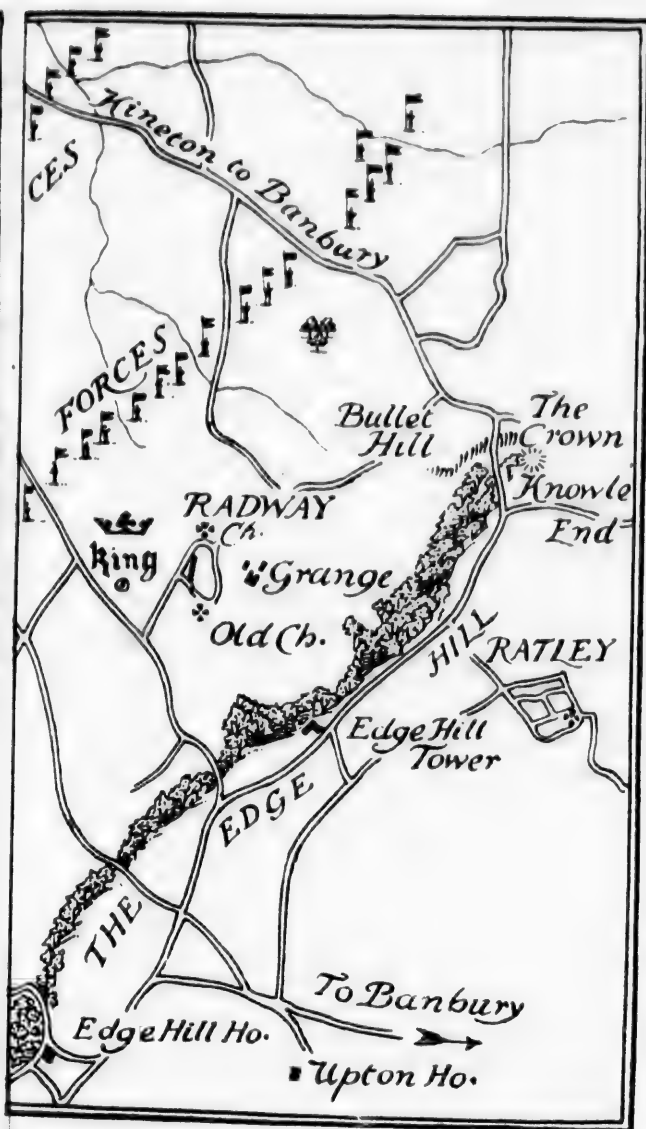 Kineton to Banbury
CES
FORCES
Bullet
Hill
The
Crown
Knowle
End
RADWAY
Ch.
King
Grange
Old Ch.
HILL
RATLEY
Edge Hill
Tower
EDGE
THE
To Banbury
Edge Hill Ho.
Upton Ho.